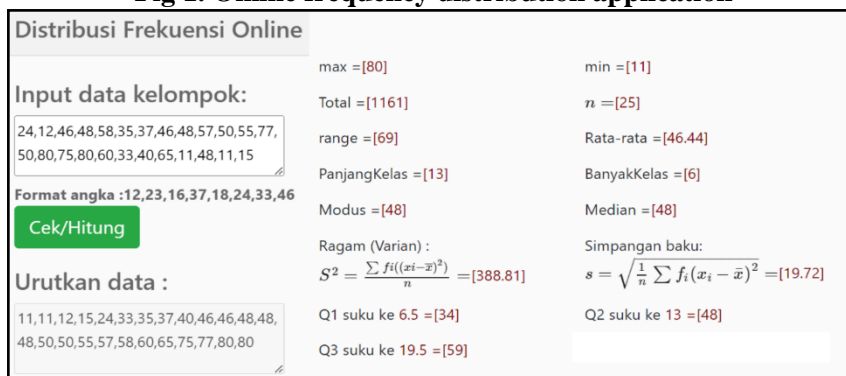 Fig 1. Online frequency distribution application
Distribusi Frekuensi Online
Input data kelompok:
24,12,46,48,58,35,37,46,48,57,50,55,77,
50,80,75,80,60,33,40,65,11,48,11,15
Format angka :12,23,16,37,18,24,33,46
Cek/Hitung
Urutkan data :
11,11,12,15,24,33,35,37,40,46,46,48,48,
48,50,50,55,57,58,60,65,75,77,80,80
max =[80]
min =[11]
Total =[1161]
n =[25]
range =[69]
Rata-rata =[46.44]
PanjangKelas =[13]
BanyakKelas =[6]
Modus =[48]
Median =[48]
Ragam (Varian) :
S² = ∑ fi((xi−x̅)²) / n =[388.81]
Simpangan baku:
s = √(1/n ∑ fᵢ(xᵢ − x̄)²) =[19.72]
Q1 suku ke 6.5 =[34]
Q2 suku ke 13 =[48]
Q3 suku ke 19.5 =[59]